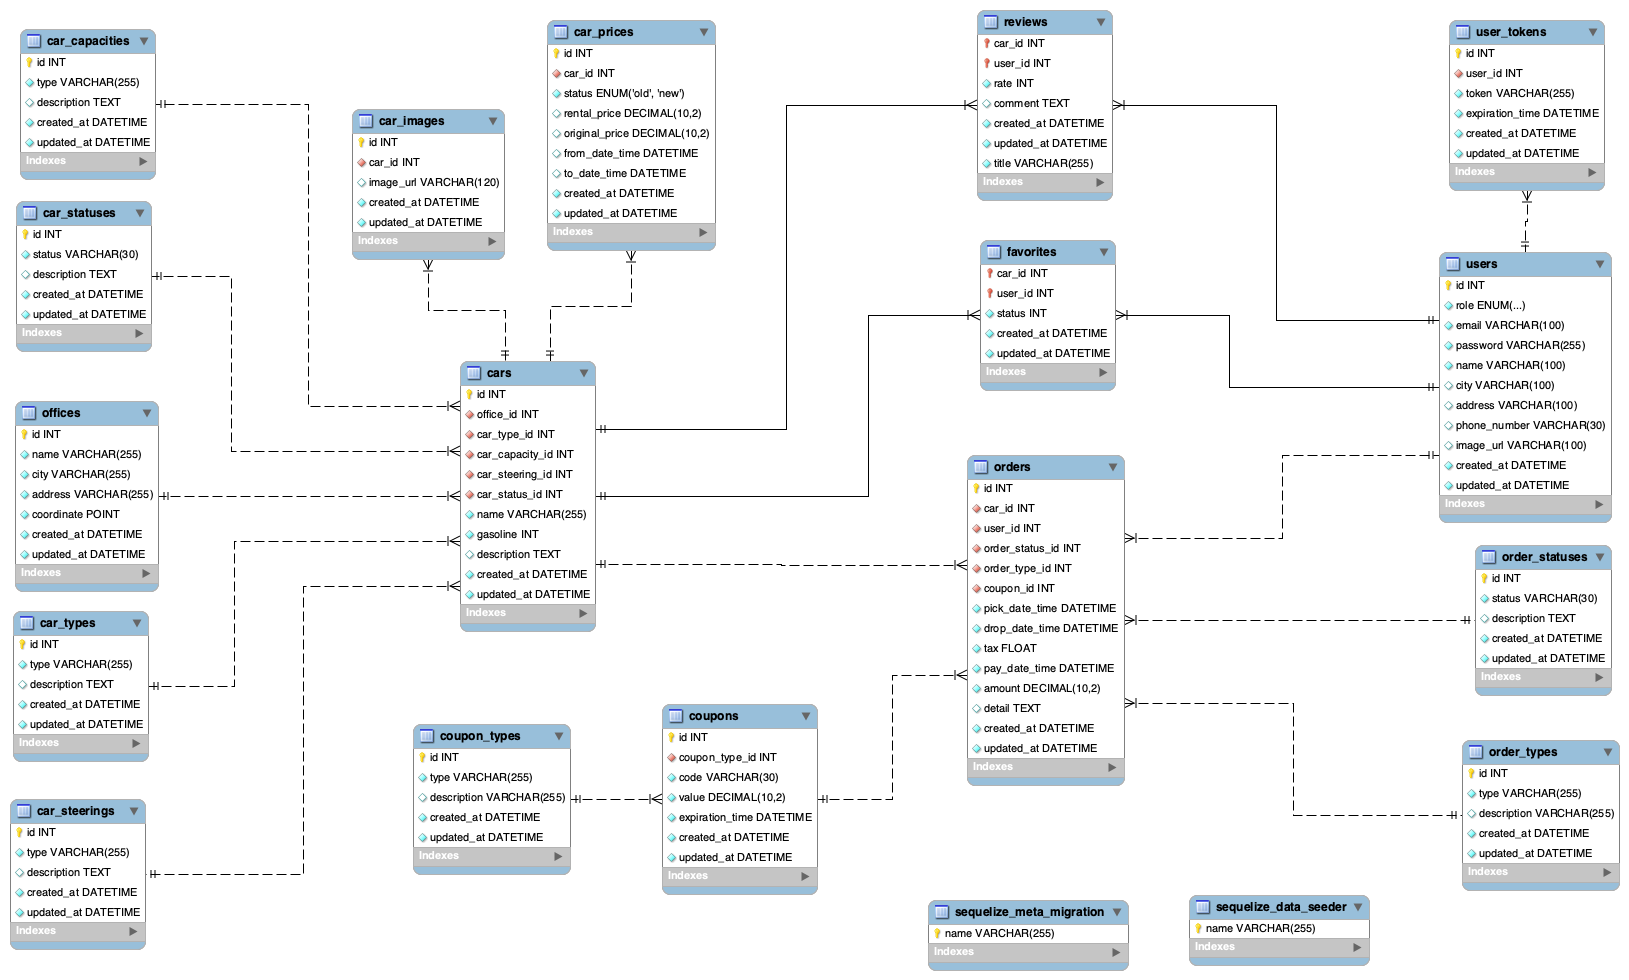 car_capacities
id INT
type VARCHAR(255)
description TEXT
created_at DATETIME
updated_at DATETIME
Indexes
car_statuses
id INT
status VARCHAR(30)
description TEXT
created_at DATETIME
updated_at DATETIME
Indexes
offices
id INT
name VARCHAR(255)
city VARCHAR(255)
address VARCHAR(255)
coordinate POINT
created_at DATETIME
updated_at DATETIME
Indexes
car_types
id INT
type VARCHAR(255)
description TEXT
created_at DATETIME
updated_at DATETIME
Indexes
car_steerings
id INT
type VARCHAR(255)
description TEXT
created_at DATETIME
updated_at DATETIME
Indexes
car_images
id INT
car_id INT
image_url VARCHAR(120)
created_at DATETIME
updated_at DATETIME
Indexes
car_prices
id INT
car_id INT
status ENUM('old', 'new')
rental_price DECIMAL(10,2)
original_price DECIMAL(10,2)
from_date_time DATETIME
to_date_time DATETIME
created_at DATETIME
updated_at DATETIME
Indexes
cars
id INT
office_id INT
car_type_id INT
car_capacity_id INT
car_steering_id INT
car_status_id INT
name VARCHAR(255)
gasoline INT
description TEXT
created_at DATETIME
updated_at DATETIME
Indexes
coupon_types
id INT
type VARCHAR(255)
description VARCHAR(255)
created_at DATETIME
updated_at DATETIME
Indexes
coupons
id INT
coupon_type_id INT
code VARCHAR(30)
value DECIMAL(10,2)
expiration_time DATETIME
created_at DATETIME
updated_at DATETIME
Indexes
reviews
car_id INT
user_id INT
rate INT
comment TEXT
created_at DATETIME
updated_at DATETIME
title VARCHAR(255)
Indexes
favorites
car_id INT
user_id INT
status INT
created_at DATETIME
updated_at DATETIME
Indexes
orders
id INT
car_id INT
user_id INT
order_status_id INT
order_type_id INT
coupon_id INT
pick_date_time DATETIME
drop_date_time DATETIME
tax FLOAT
pay_date_time DATETIME
amount DECIMAL(10,2)
detail TEXT
created_at DATETIME
updated_at DATETIME
Indexes
user_tokens
id INT
user_id INT
token VARCHAR(255)
expiration_time DATETIME
created_at DATETIME
updated_at DATETIME
Indexes
users
id INT
role ENUM(...)
email VARCHAR(100)
password VARCHAR(255)
name VARCHAR(100)
city VARCHAR(100)
address VARCHAR(100)
phone_number VARCHAR(30)
image_url VARCHAR(100)
created_at DATETIME
updated_at DATETIME
Indexes
order_statuses
id INT
status VARCHAR(30)
description TEXT
created_at DATETIME
updated_at DATETIME
Indexes
order_types
id INT
type VARCHAR(255)
description VARCHAR(255)
created_at DATETIME
updated_at DATETIME
Indexes
sequelize_meta_migration
name VARCHAR(255)
Indexes
sequelize_data_seeder
name VARCHAR(255)
Indexes